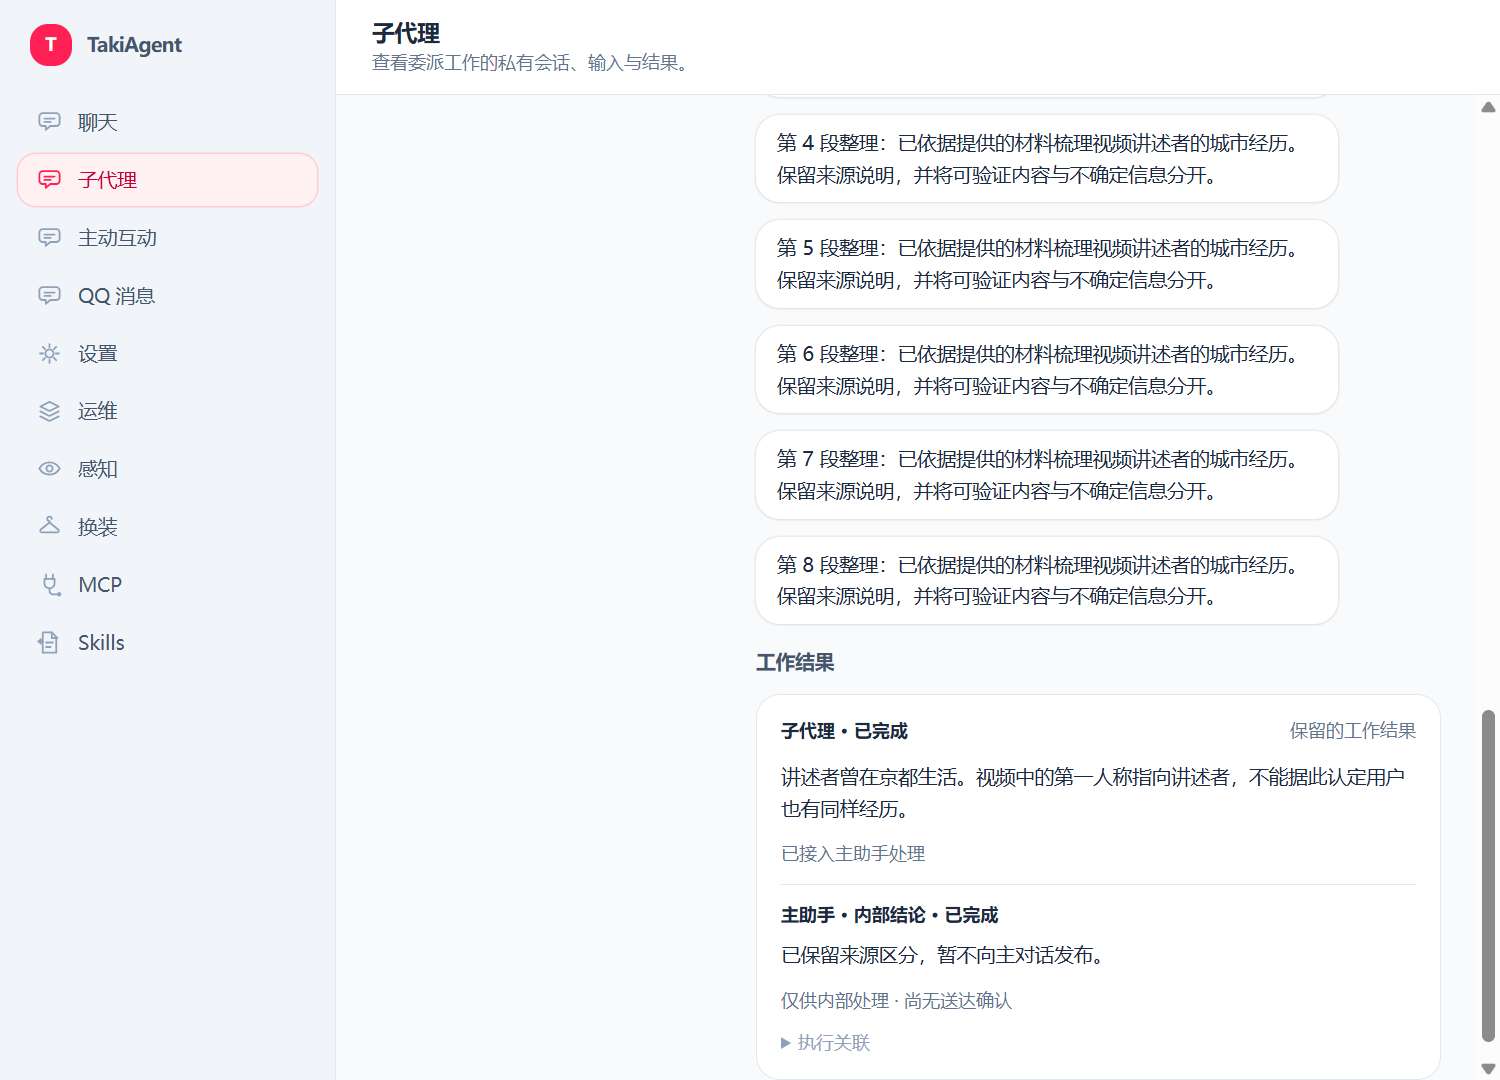 T
TakiAgent
聊天
子代理
主动互动
QQ 消息
设置
运维
感知
换装
MCP
Skills
子代理
查看委派工作的私有会话、输入与结果。
第 4 段整理：已依据提供的材料梳理视频讲述者的城市经历。
保留来源说明，并将可验证内容与不确定信息分开。
第 5 段整理：已依据提供的材料梳理视频讲述者的城市经历。
保留来源说明，并将可验证内容与不确定信息分开。
第 6 段整理：已依据提供的材料梳理视频讲述者的城市经历。
保留来源说明，并将可验证内容与不确定信息分开。
第 7 段整理：已依据提供的材料梳理视频讲述者的城市经历。
保留来源说明，并将可验证内容与不确定信息分开。
第 8 段整理：已依据提供的材料梳理视频讲述者的城市经历。
保留来源说明，并将可验证内容与不确定信息分开。
工作结果
子代理 • 已完成
保留的工作结果
讲述者曾在京都生活。视频中的第一人称指向讲述者，不能据此认定用户
也有同样经历。
已接入主助手处理
主助手 • 内部结论 • 已完成
已保留来源区分，暂不向主对话发布。
仅供内部处理 · 尚无送达确认
执行关联